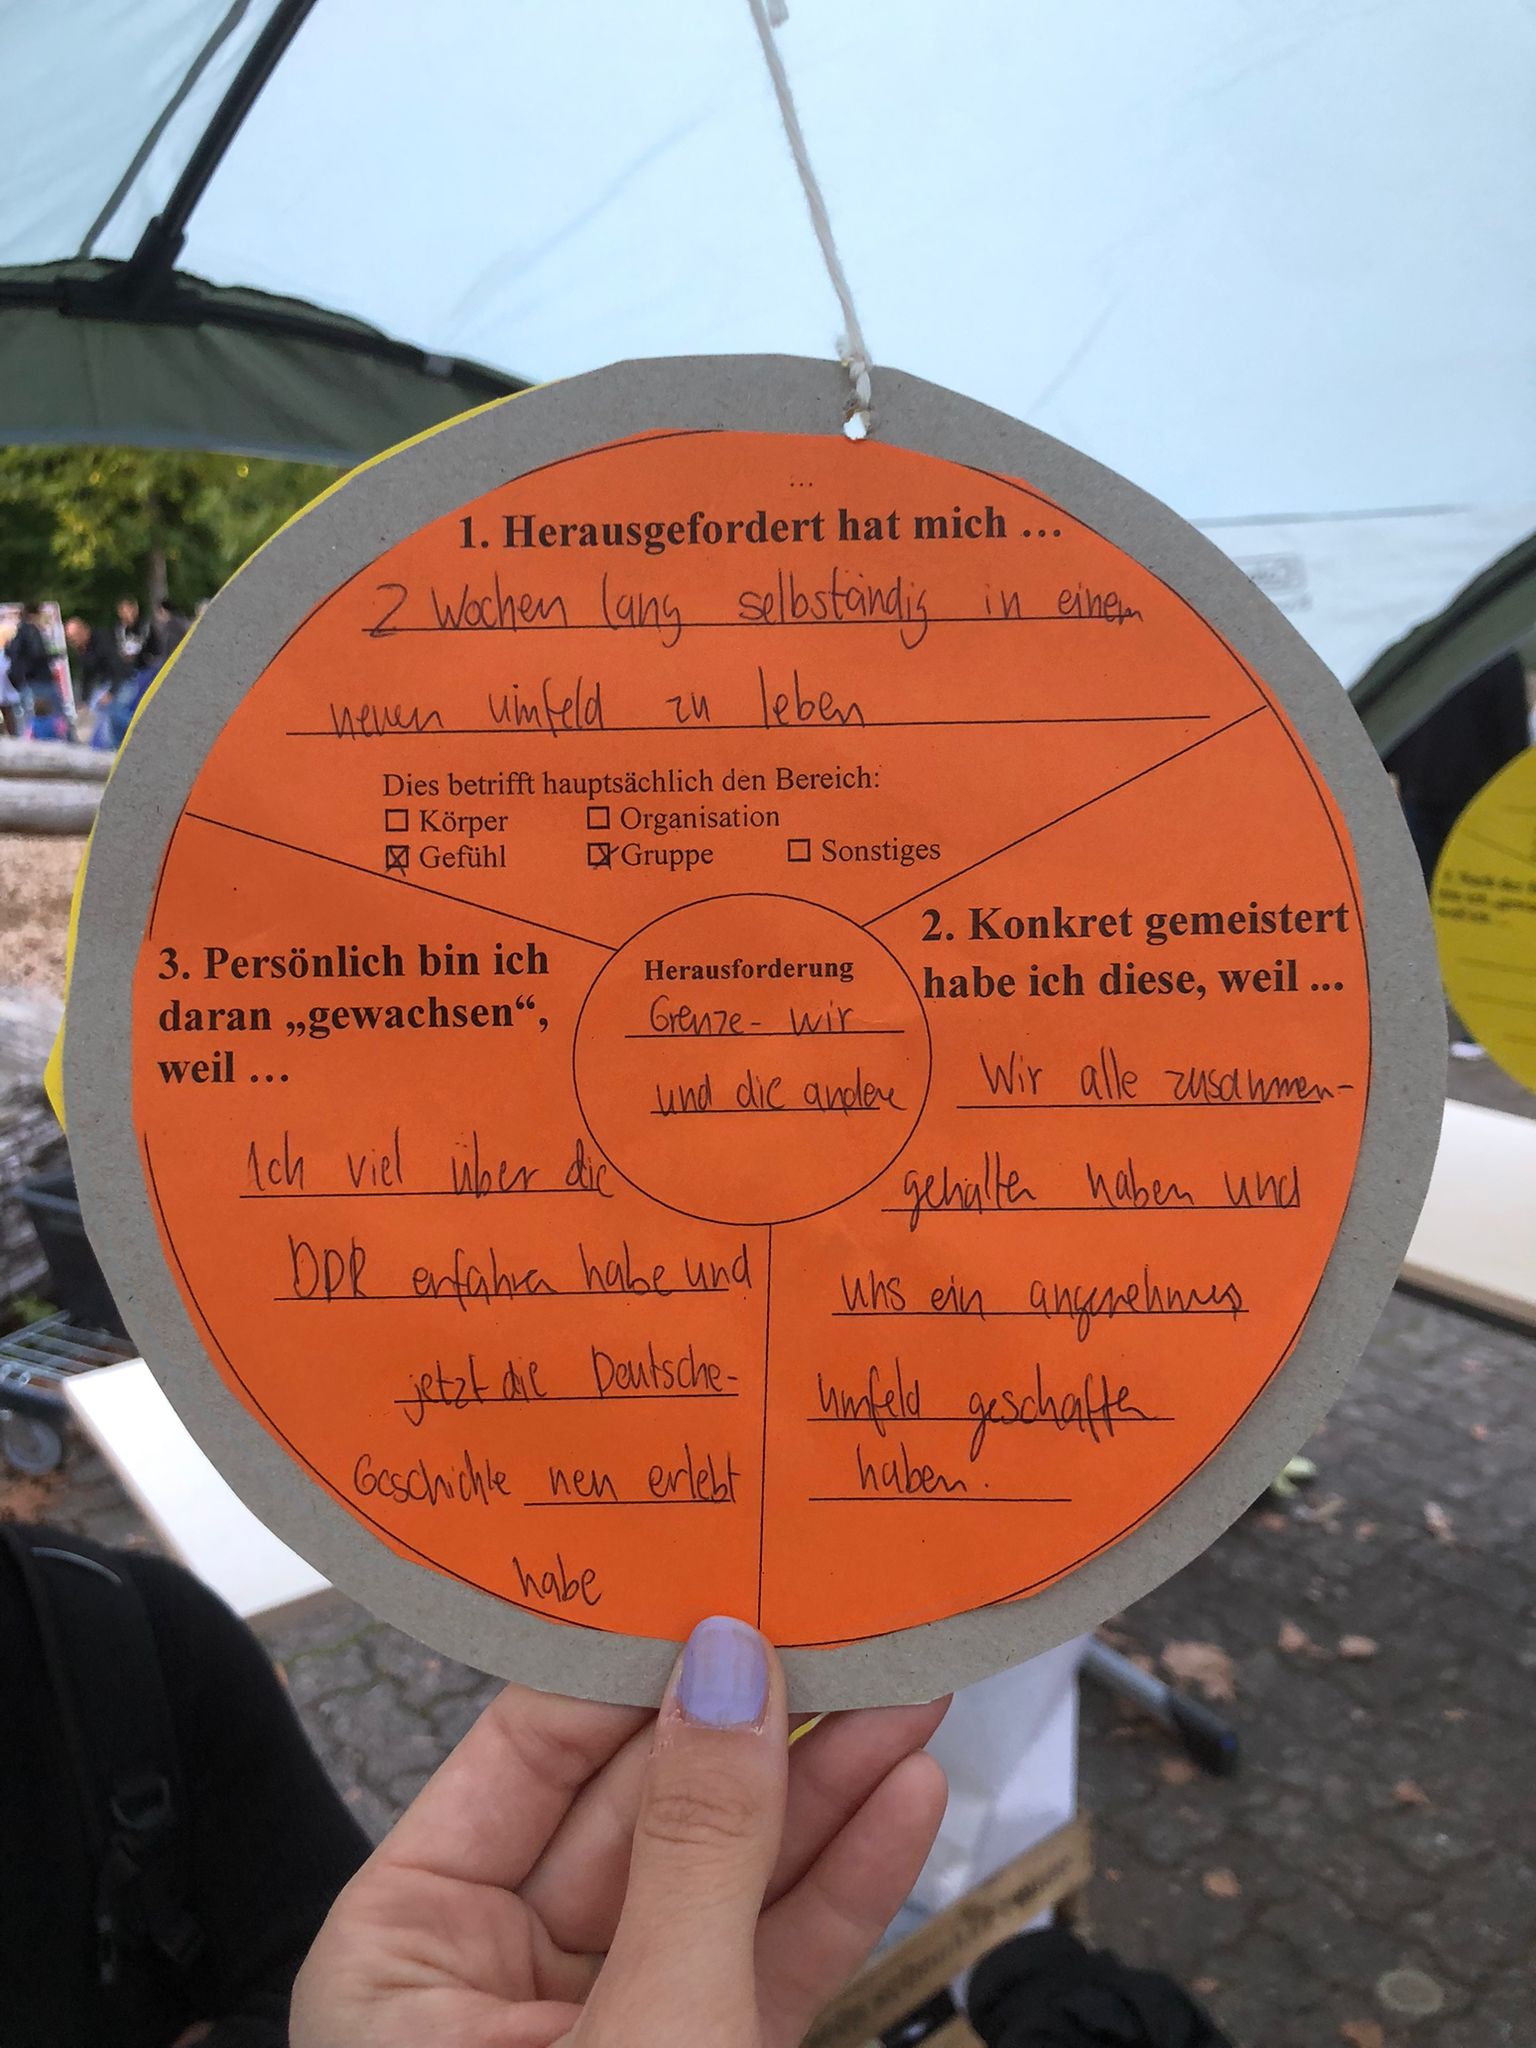 ...
1. Herausgefordert hat mich ...
2 Wochen lang selbständig in einem
neuen umfeld zu leben
Dies betrifft hauptsächlich den Bereich:
☐ Körper ☐ Organisation
☒ Gefühl ☒ Gruppe ☐ Sonstiges
Herausforderung
Grenze- wir
und die andere
2. Konkret gemeistert
habe ich diese, weil ...
Wir alle zusammen-
gehalten haben und
uns ein angenehmes
umfeld geschaffen
haben.
3. Persönlich bin ich
daran „gewachsen“,
weil ...
Ich viel über die
DDR erfahren habe und
jetzt die Deutsche-
Geschichte neu erlebt
habe